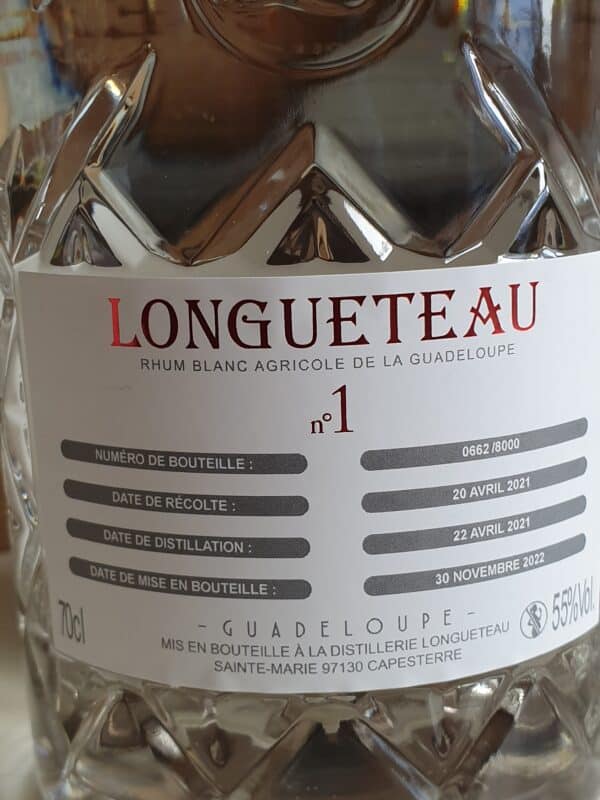 LONGUETEAU
RHUM BLANC AGRICOLE DE LA GUADELOUPE
n°1
NUMÉRO DE BOUTEILLE : 0662/8000
DATE DE RÉCOLTE : 20 AVRIL 2021
DATE DE DISTILLATION : 22 AVRIL 2021
DATE DE MISE EN BOUTEILLE : 30 NOVEMBRE 2022
- GUADELOUPE -
70cl
55%Vol.
MIS EN BOUTEILLE À LA DISTILLERIE LONGUETEAU
SAINTE-MARIE 97130 CAPESTERRE